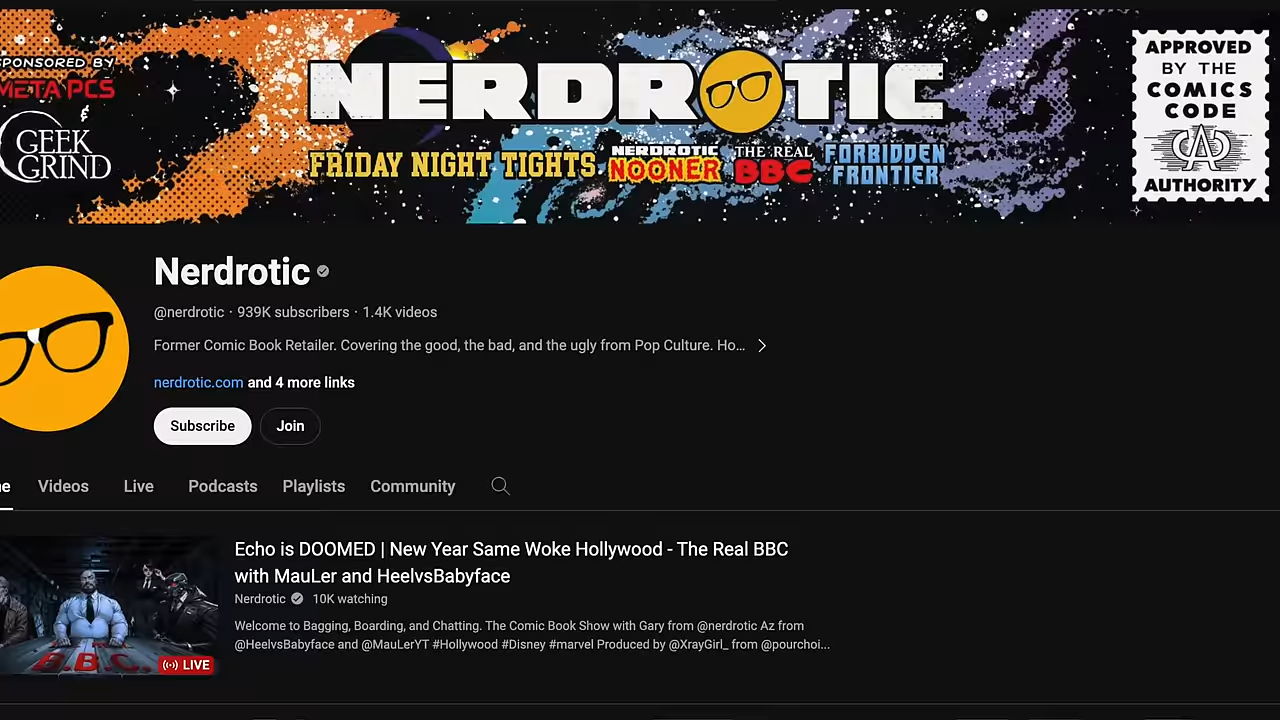 SPONSORED BY
META PCS
&
GEEK
GRIND
NERDROTIC
FRIDAY NIGHT TIGHTS
NERDROTIC
NOONER
THE REAL
BBC
FORBIDDEN
FRONTIER
APPROVED
BY THE
COMICS
CODE
CA
AUTHORITY
Nerdrotic
@nerdrotic · 939K subscribers · 1.4K videos
Former Comic Book Retailer. Covering the good, the bad, and the ugly from Pop Culture. Ho...
nerdrotic.com and 4 more links
Subscribe Join
e Videos Live Podcasts Playlists Community
Echo is DOOMED | New Year Same Woke Hollywood - The Real BBC
with MauLer and HeelvsBabyface
Nerdrotic 10K watching
Welcome to Bagging, Boarding, and Chatting. The Comic Book Show with Gary from @nerdrotic Az from
@HeelvsBabyface and @MauLerYT #Hollywood #Disney #marvel Produced by @XrayGirl_ from @pourchoi...
B.B.C.
LIVE